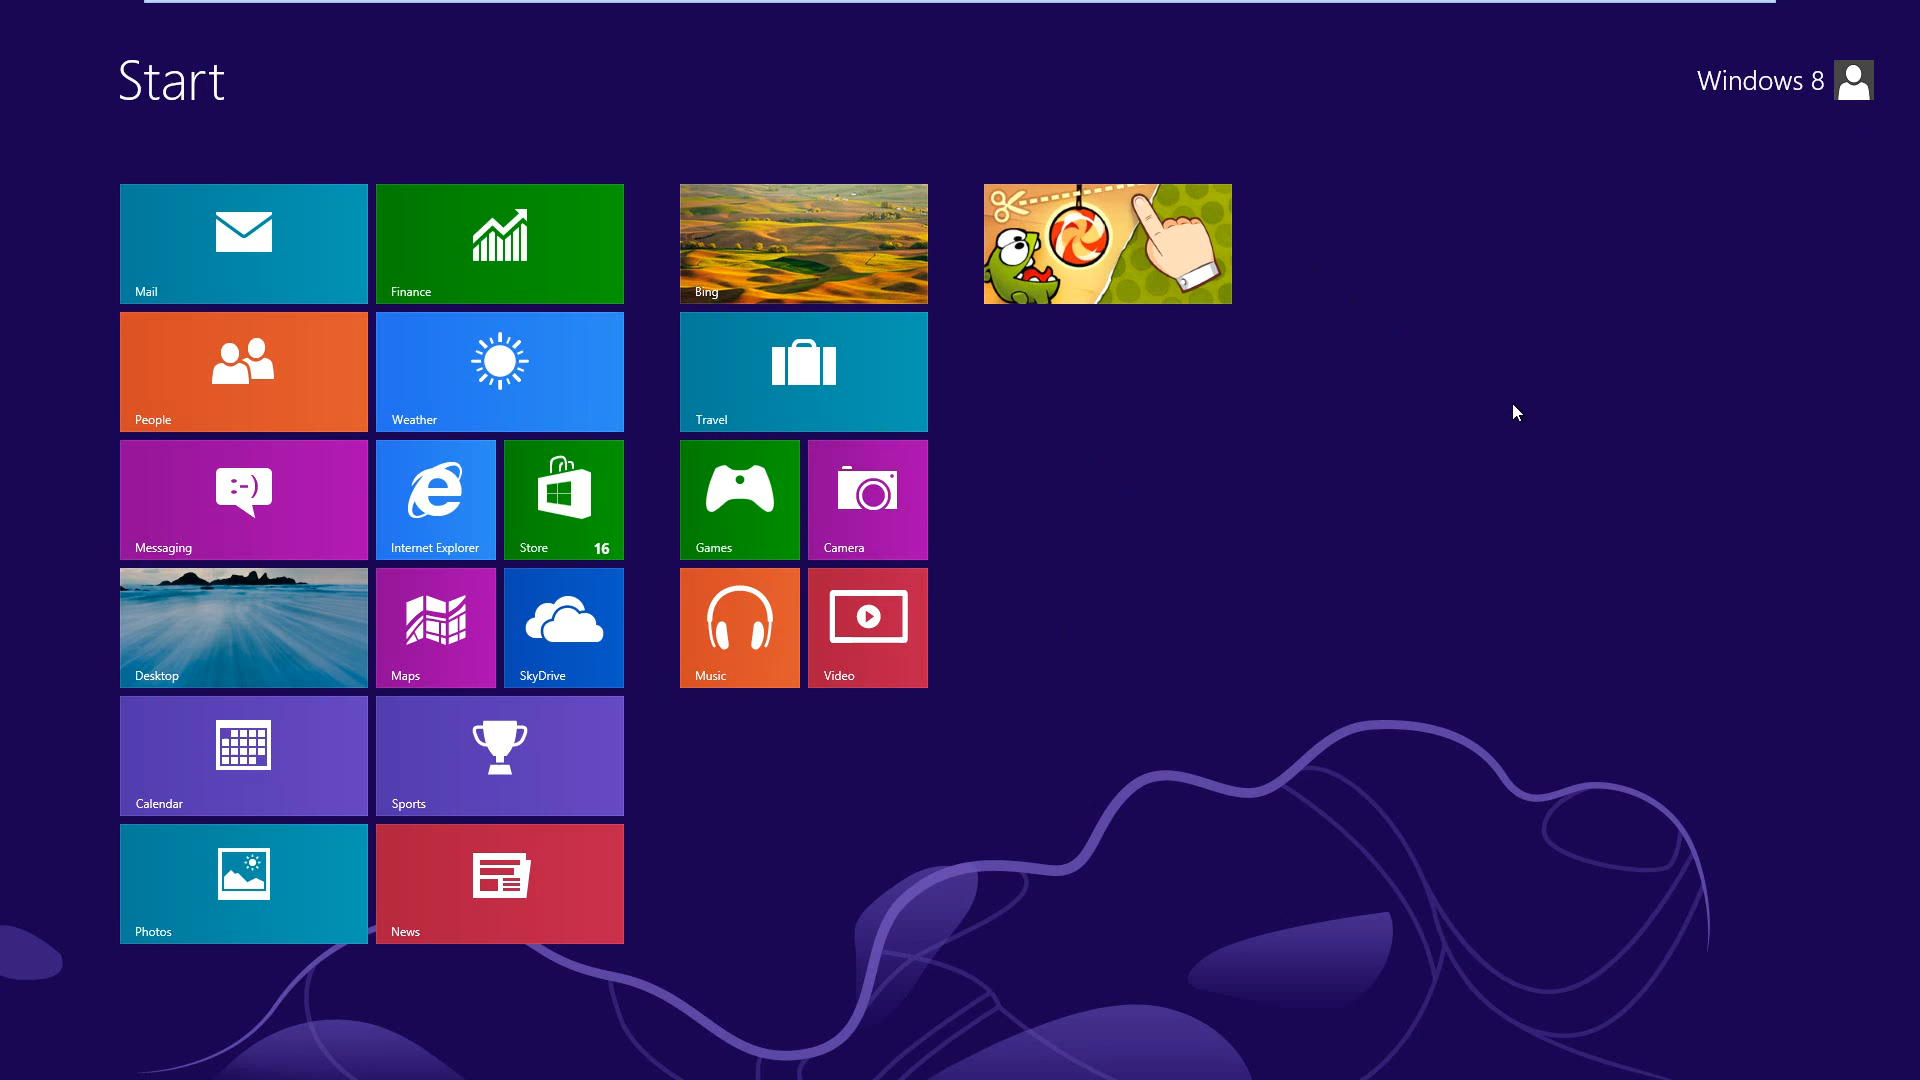 Start
Windows 8
Mail
Finance
Bing
People
Weather
Travel
Messaging
:-)
Internet Explorer
Store
16
Games
Camera
Desktop
Maps
SkyDrive
Music
Video
Calendar
Sports
Photos
News